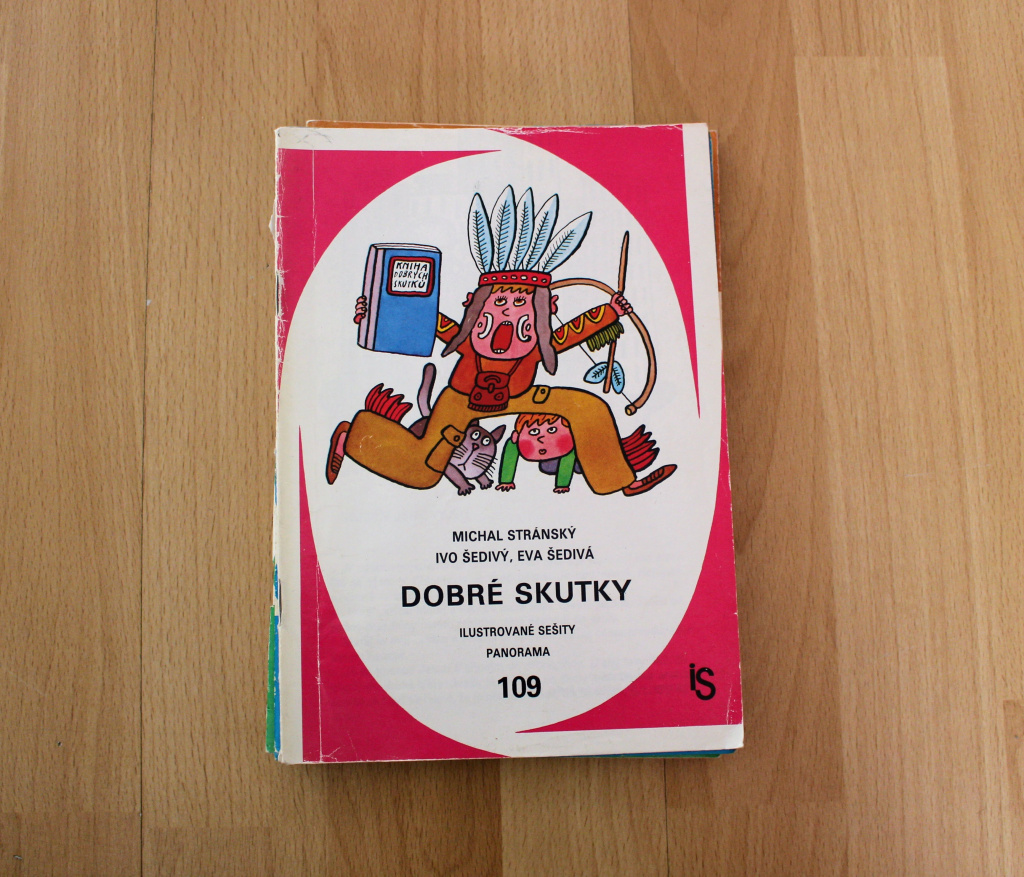 KNIHA
DOBRÝCH
SKUTKŮ
MICHAL STRÁNSKÝ
IVO ŠEDIVÝ, EVA ŠEDIVÁ
DOBRÉ SKUTKY
ILUSTROVANÉ SEŠITY
PANORAMA
109
iS